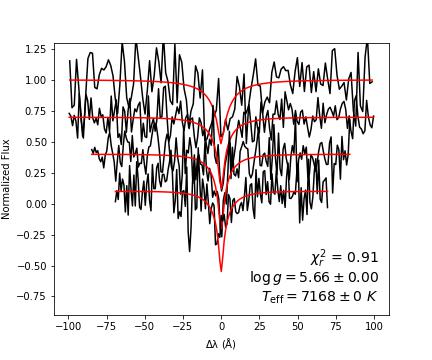 1.25
1.00
0.75
0.50
0.25
0.00
−0.25
−0.50
−0.75
Normalized Flux
χ²ᵣ = 0.91
log g = 5.66 ± 0.00
T_eff = 7168 ± 0 K
−100 −75 −50 −25 0 25 50 75 100
Δλ (Å)